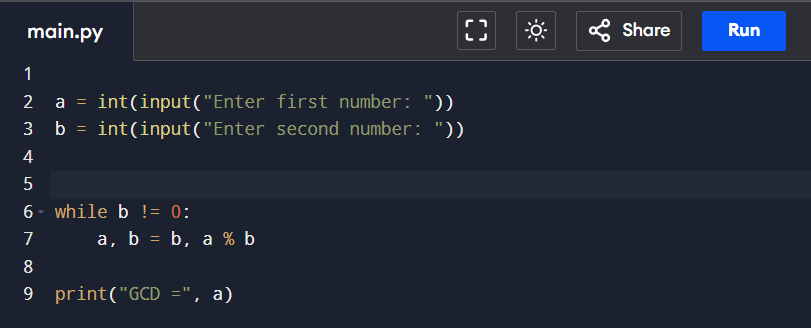 main.py Share Run
1
2 a = int(input("Enter first number: "))
3 b = int(input("Enter second number: "))
4
5
6 while b != 0:
7     a, b = b, a % b
8
9 print("GCD =", a)